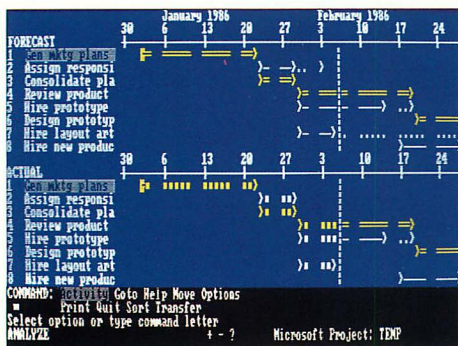 January 1986 February 1986
30 6 13 20 27 3 10 17 24
FORECAST
1 Gen mktg plans
2 Assign responsi
3 Consolidate pla
4 Review product
5 Hire prototype
6 Design prototyp
7 Hire layout art
8 Hire new produc
30 6 13 20 27 3 10 17 24
ACTUAL
1 Gen mktg plans
2 Assign responsi
3 Consolidate pla
4 Review product
5 Hire prototype
6 Design prototyp
7 Hire layout art
8 Hire new produc
COMMAND: Activity Goto Help Move Options
Print Quit Sort Transfer
Select option or type command letter
ANALYZE + - ? Microsoft Project: TEMP